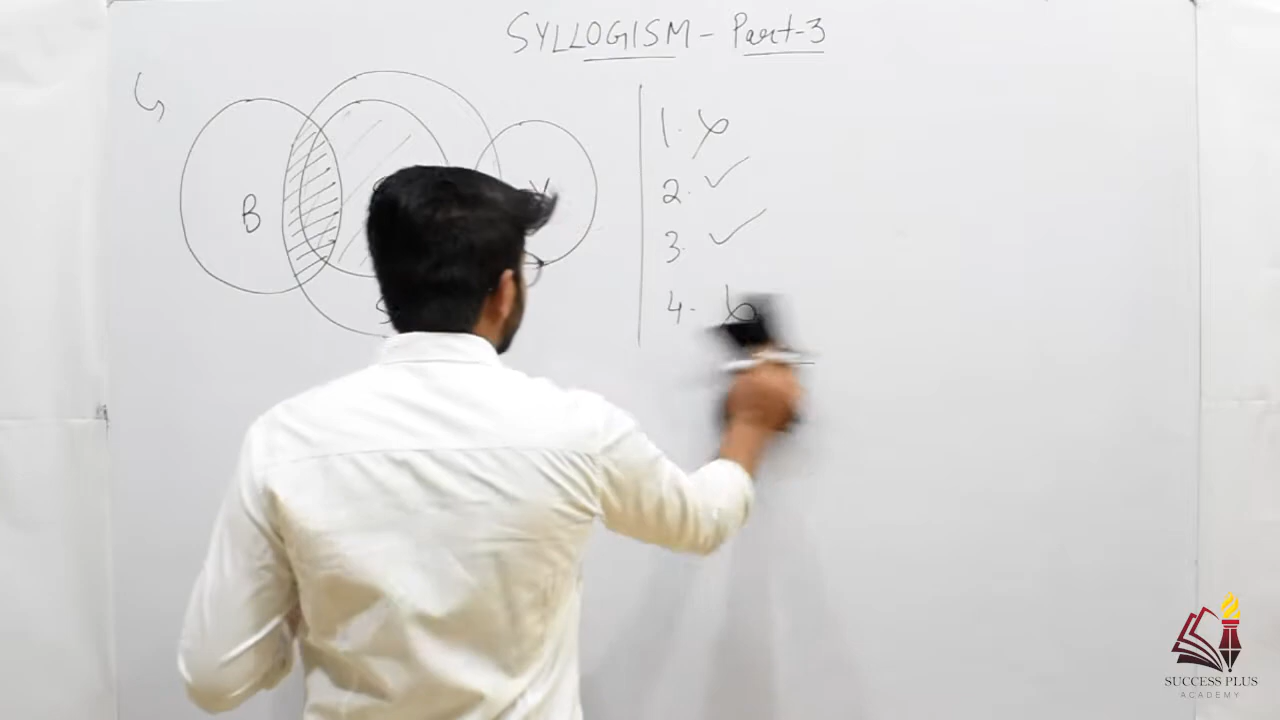 SYLLOGISM - Part-3
B
1.
2. ✓
3. ✓
4.
SUCCESS PLUS
ACADEMY